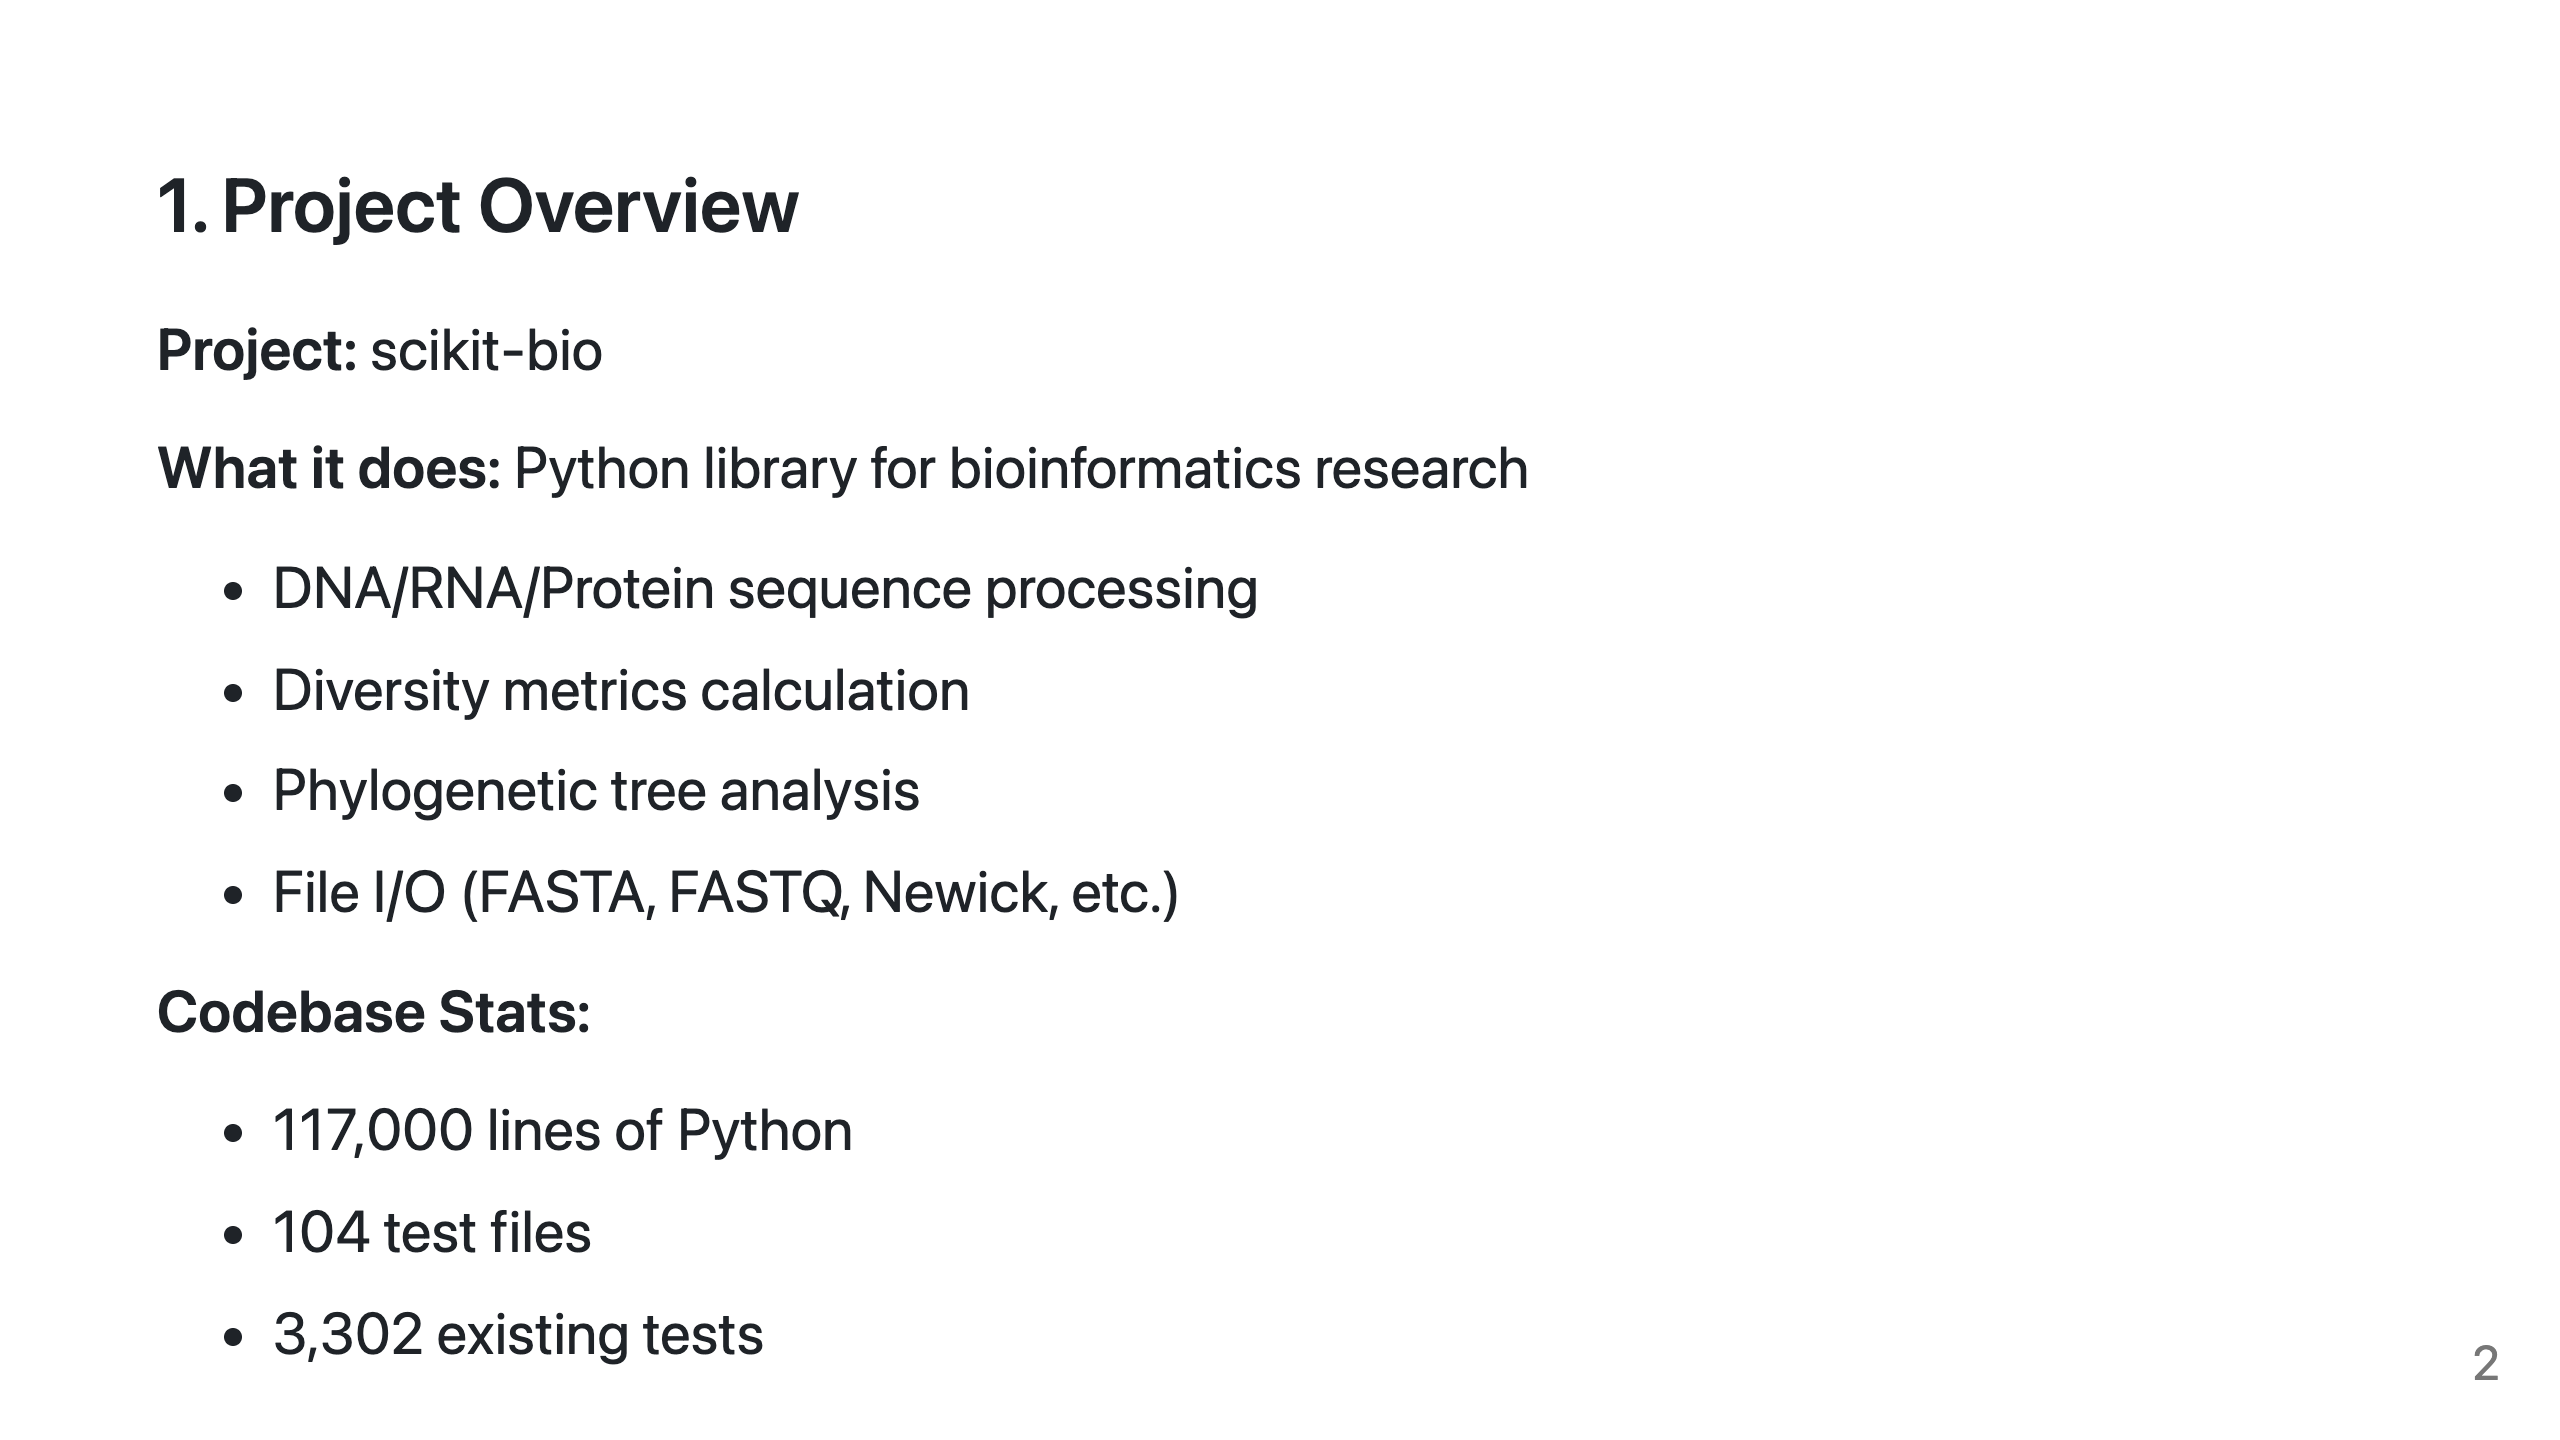 1. Project Overview
Project: scikit-bio
What it does: Python library for bioinformatics research
• DNA/RNA/Protein sequence processing
• Diversity metrics calculation
• Phylogenetic tree analysis
• File I/O (FASTA, FASTQ, Newick, etc.)
Codebase Stats:
• 117,000 lines of Python
• 104 test files
• 3,302 existing tests
2